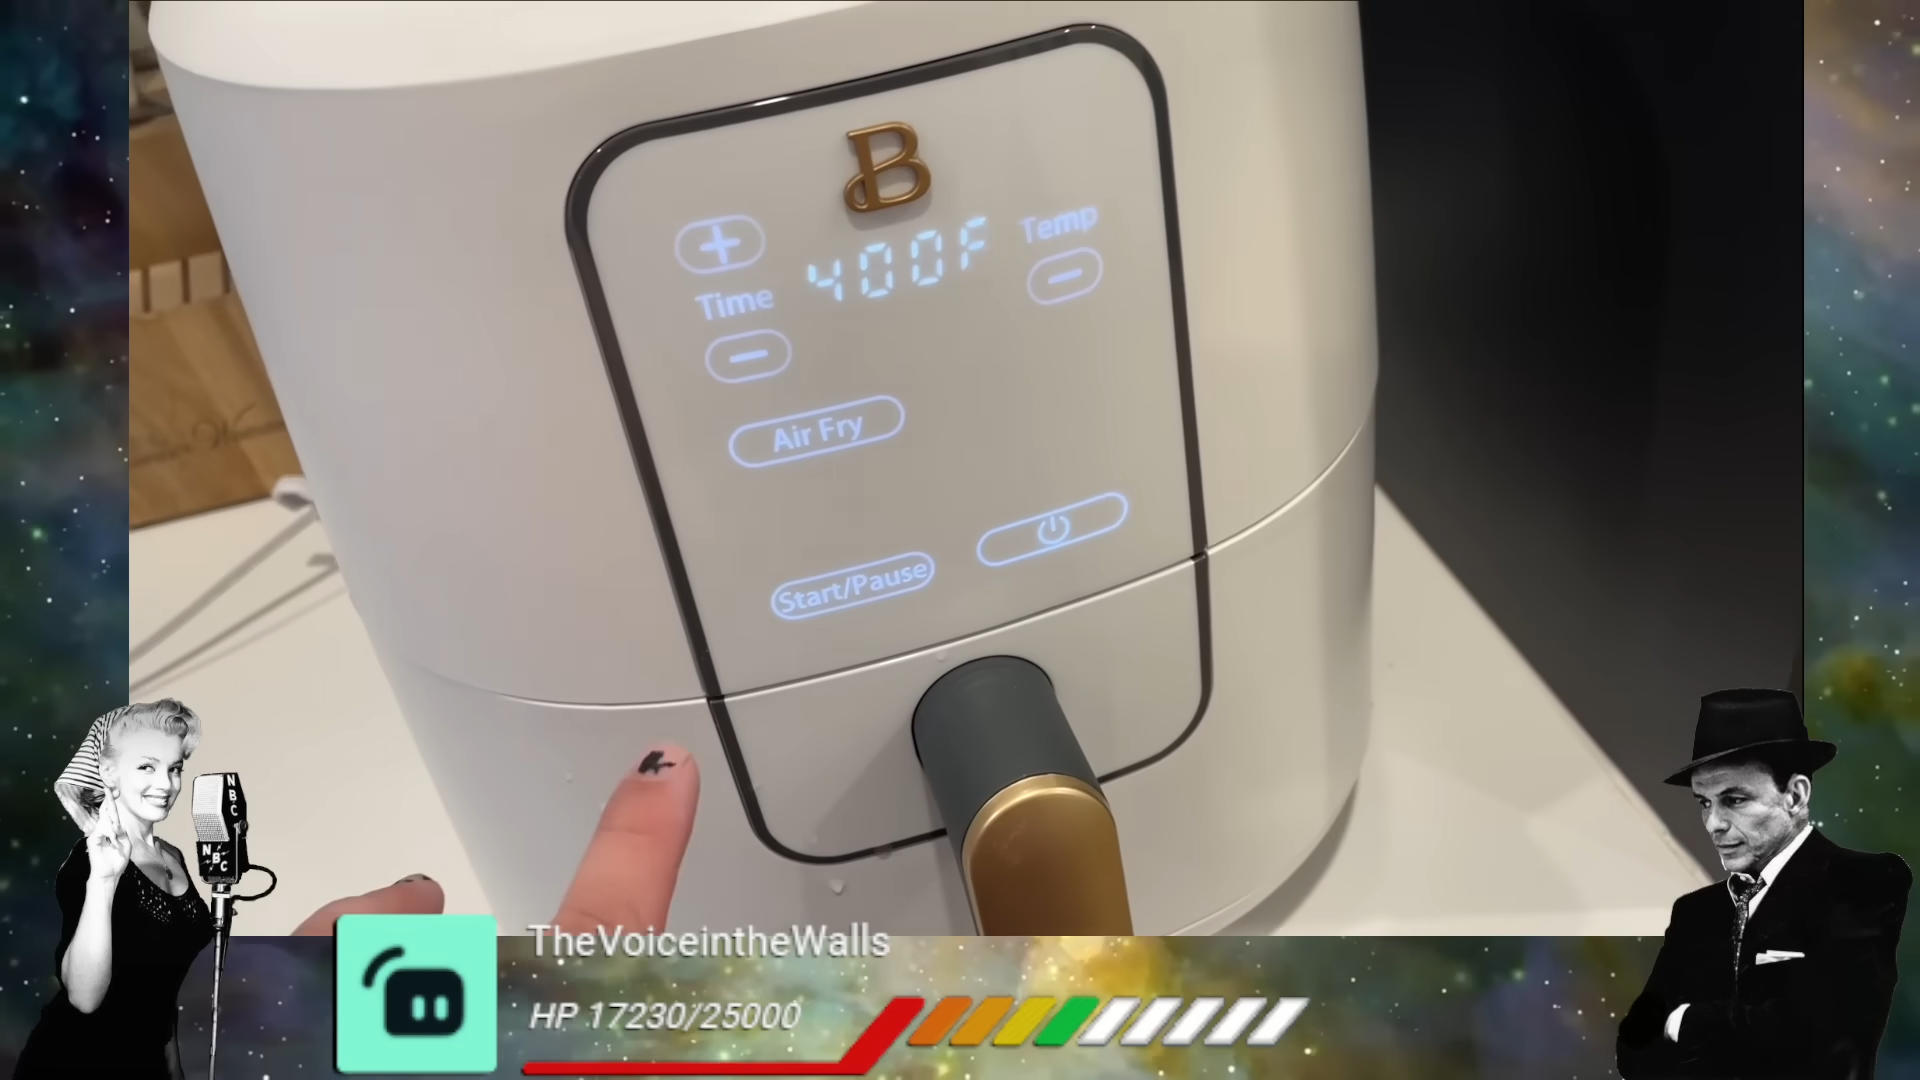 B
400F
Temp
Time
Air Fry
Start/Pause
NBC
NBC
TheVoiceintheWalls
HP 17230/25000